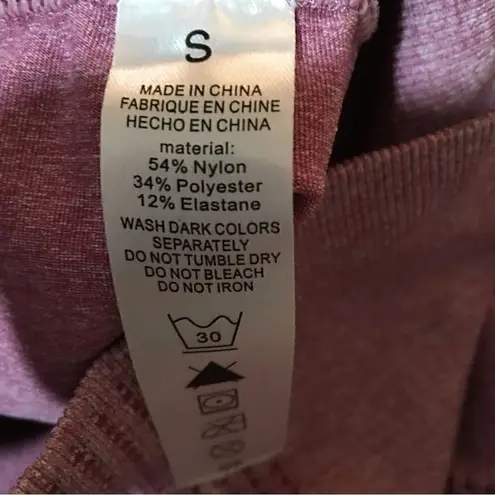 S
MADE IN CHINA
FABRIQUE EN CHINE
HECHO EN CHINA
material:
54% Nylon
34% Polyester
12% Elastane
WASH DARK COLORS
SEPARATELY
DO NOT TUMBLE DRY
DO NOT BLEACH
DO NOT IRON
30